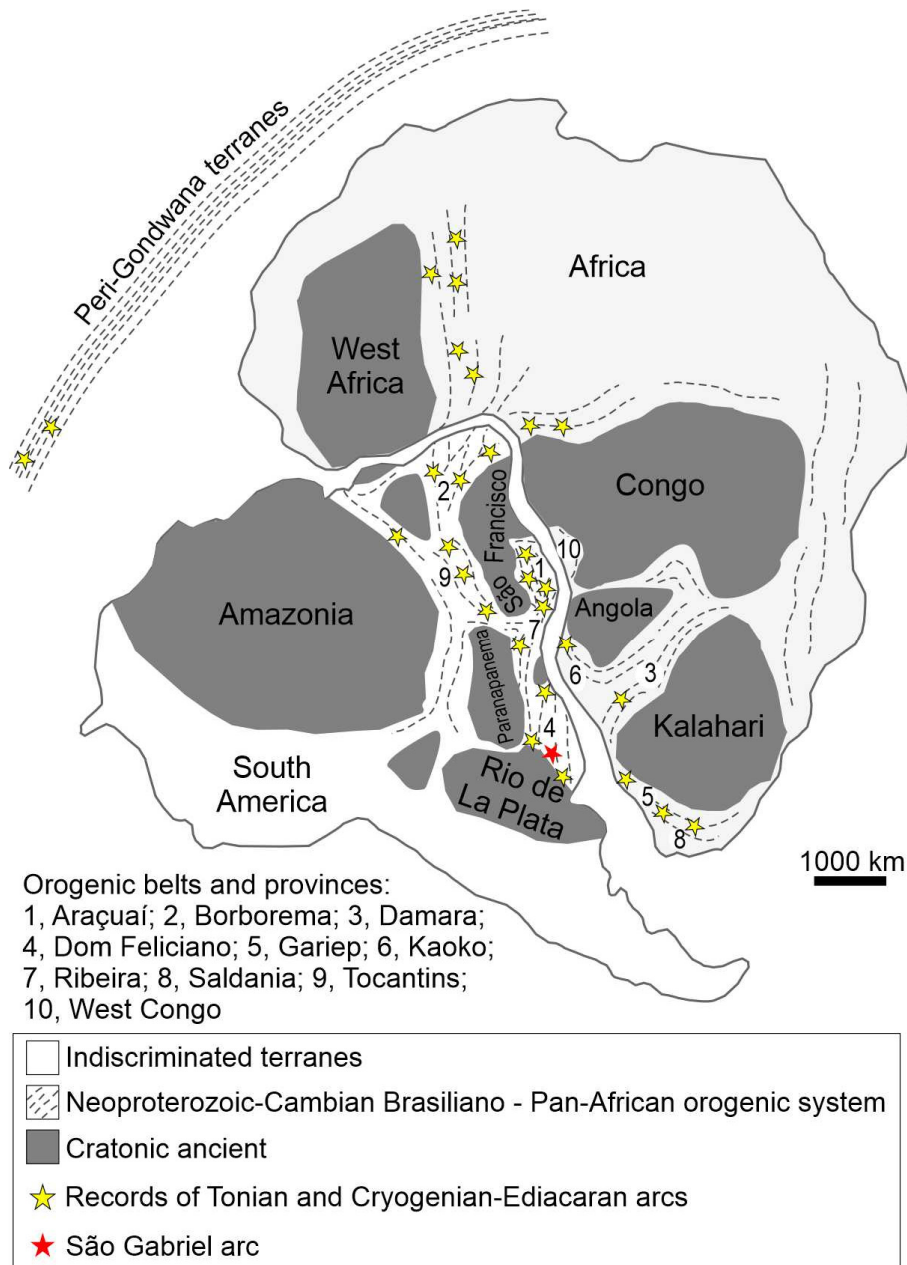 Peri-Gondwana terranes
Africa
West
Africa
Congo
2
São Francisco
10
1
9
Amazonia
Angola
7
6
3
Paranapanema
Kalahari
4
South
America
Rio de
La Plata
5
8
1000 km
Orogenic belts and provinces:
1, Araçuaí; 2, Borborema; 3, Damara;
4, Dom Feliciano; 5, Gariep; 6, Kaoko;
7, Ribeira; 8, Saldania; 9, Tocantins;
10, West Congo
Indiscriminated terranes
Neoproterozoic-Cambian Brasiliano - Pan-African orogenic system
Cratonic ancient
Records of Tonian and Cryogenian-Ediacaran arcs
São Gabriel arc